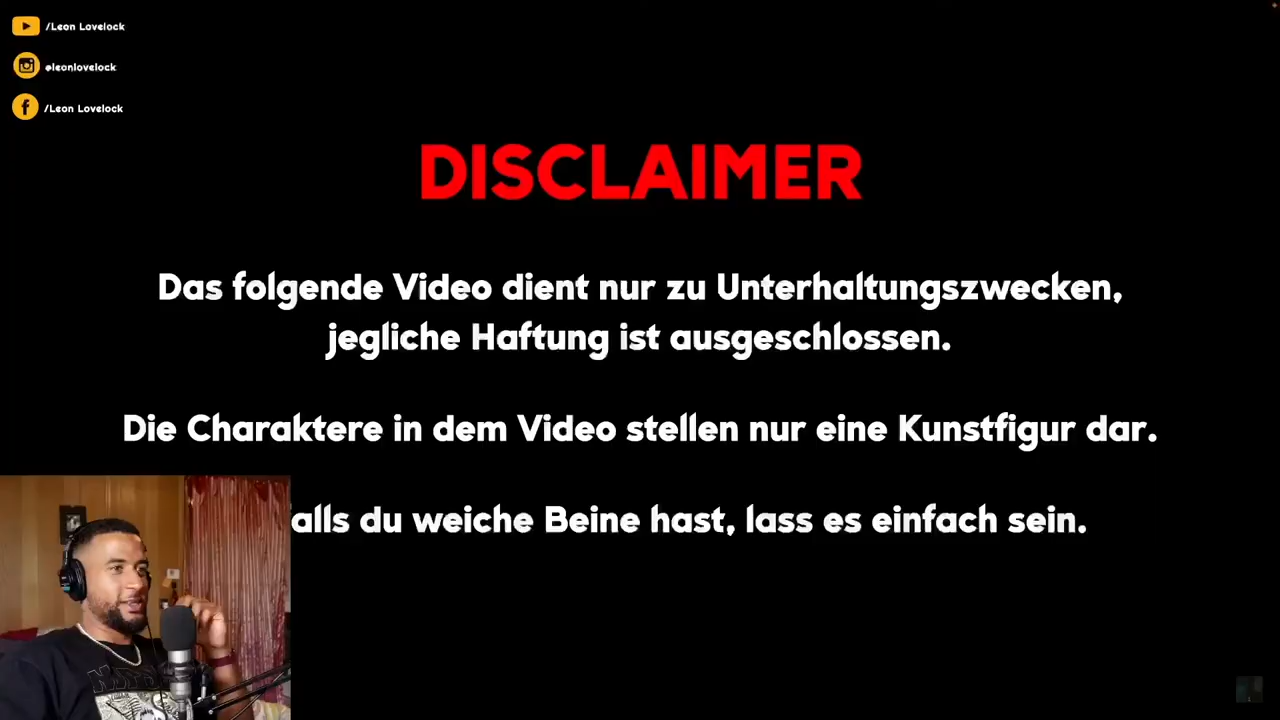 /Leon Lovelock
@leonlovelock
/Leon Lovelock
DISCLAIMER
Das folgende Video dient nur zu Unterhaltungszwecken,
jegliche Haftung ist ausgeschlossen.
Die Charaktere in dem Video stellen nur eine Kunstfigur dar.
alls du weiche Beine hast, lass es einfach sein.